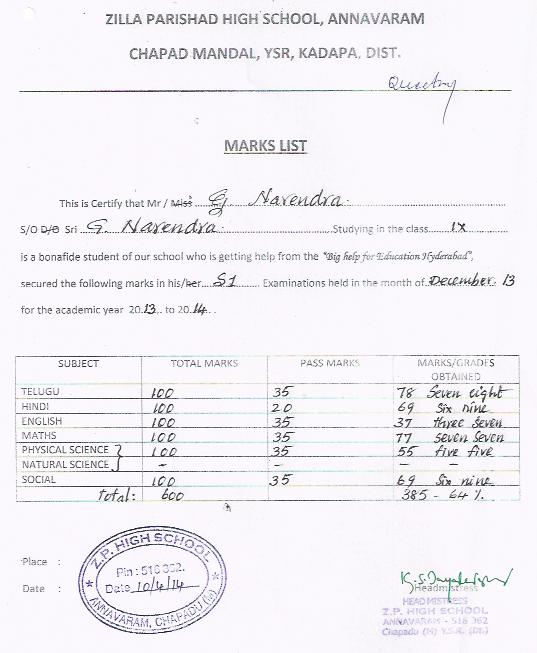 ZILLA PARISHAD HIGH SCHOOL, ANNAVARAM
CHAPAD MANDAL, YSR, KADAPA, DIST.
MARKS LIST
This is Certify that Mr / Miss G Narendra
S/O D/O Sri G. Narendra Studying in the class IX
is a bonafide student of our school who is getting help from the "Big help for Education Hyderabad",
secured the following marks in his/her S1 Examinations held in the month of December 13
for the academic year 2013 to 2014
SUBJECT TOTAL MARKS PASS MARKS MARKS/GRADES OBTAINED
TELUGU 100 35 78 Seven eight
HINDI 100 20 69 Six nine
ENGLISH 100 35 37 three seven
MATHS 100 35 77 seven seven
PHYSICAL SCIENCE 100 35 55 five five
NATURAL SCIENCE - - - -
SOCIAL 100 35 69 Six nine
Total: 600 385 - 64 %
Place :
Date :
Z.P. HIGH SCHOOL
Pin: 516 362.
Date 10/4/14
ANNAVARAM, CHAPADU
Headmistress
HEAD MISTRESS
Z.P. HIGH SCHOOL
ANNAVARAM - 516 362
Chapadu (M) Y.S.R. (Dt.)